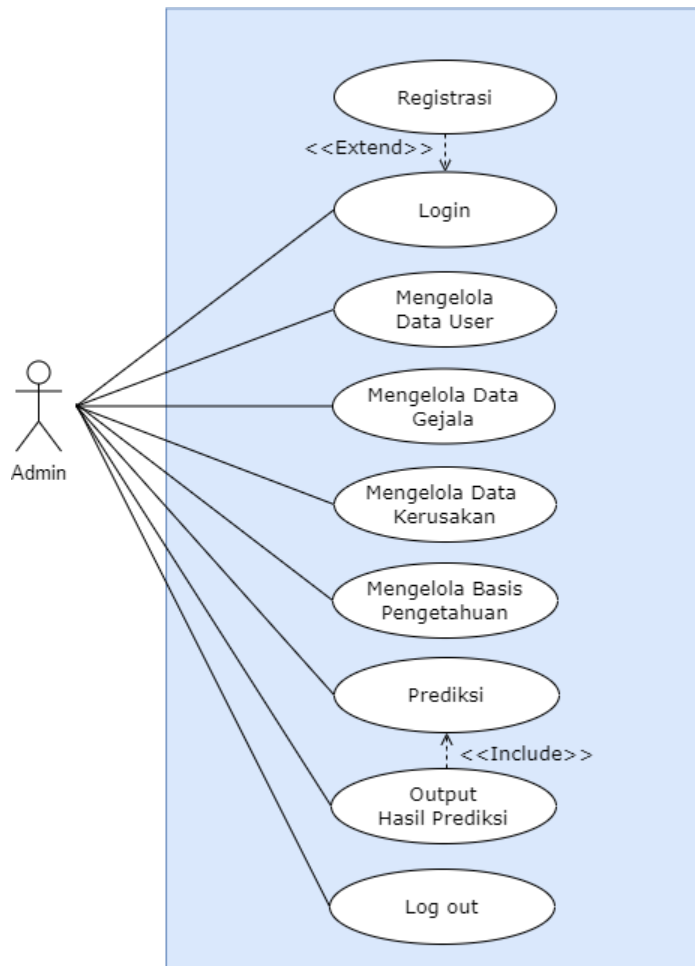 Registrasi
<<Extend>>
Login
Mengelola
Data User
Mengelola Data
Gejala
Admin
Mengelola Data
Kerusakan
Mengelola Basis
Pengetahuan
Prediksi
<<Include>>
Output
Hasil Prediksi
Log out